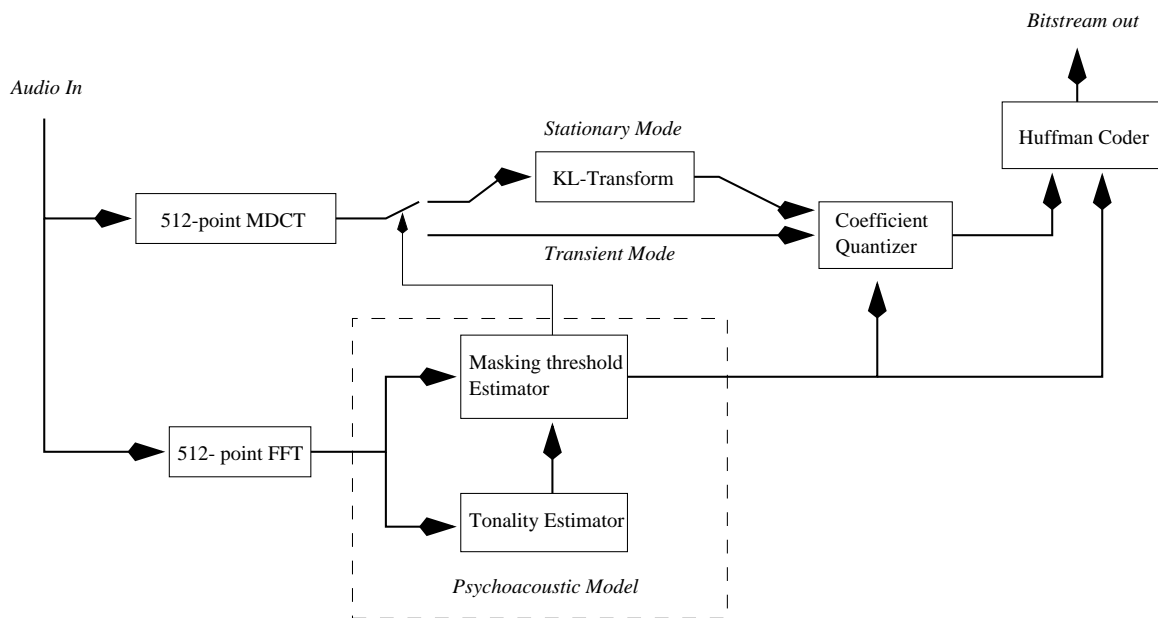 Bitstream out
Audio In
Huffman Coder
Stationary Mode
KL-Transform
512-point MDCT
Coefficient
Quantizer
Transient Mode
Masking threshold
Estimator
512- point FFT
Tonality Estimator
Psychoacoustic Model